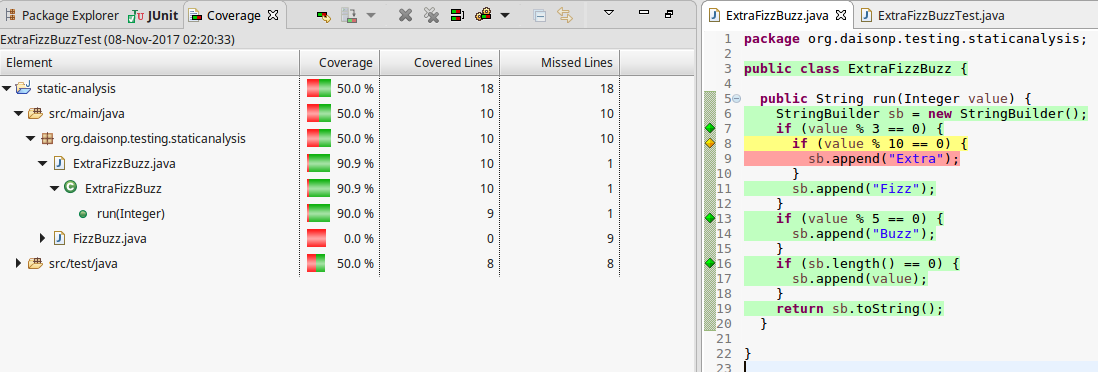 Package Explorer JUnit Coverage
ExtraFizzBuzzTest (08-Nov-2017 02:20:33)
Element Coverage Covered Lines Missed Lines
static-analysis 50.0 % 18 18
src/main/java 50.0 % 10 10
org.daisonp.testing.staticanalysis 50.0 % 10 10
ExtraFizzBuzz.java 90.9 % 10 1
ExtraFizzBuzz 90.9 % 10 1
run(Integer) 90.0 % 9 1
FizzBuzz.java 0.0 % 0 9
src/test/java 50.0 % 8 8
ExtraFizzBuzz.java ExtraFizzBuzzTest.java
1 package org.daisonp.testing.staticanalysis;
2
3 public class ExtraFizzBuzz {
4
5 public String run(Integer value) {
6 StringBuilder sb = new StringBuilder();
7 if (value % 3 == 0) {
8 if (value % 10 == 0) {
9 sb.append("Extra");
10 }
11 sb.append("Fizz");
12 }
13 if (value % 5 == 0) {
14 sb.append("Buzz");
15 }
16 if (sb.length() == 0) {
17 sb.append(value);
18 }
19 return sb.toString();
20 }
21
22 }
23